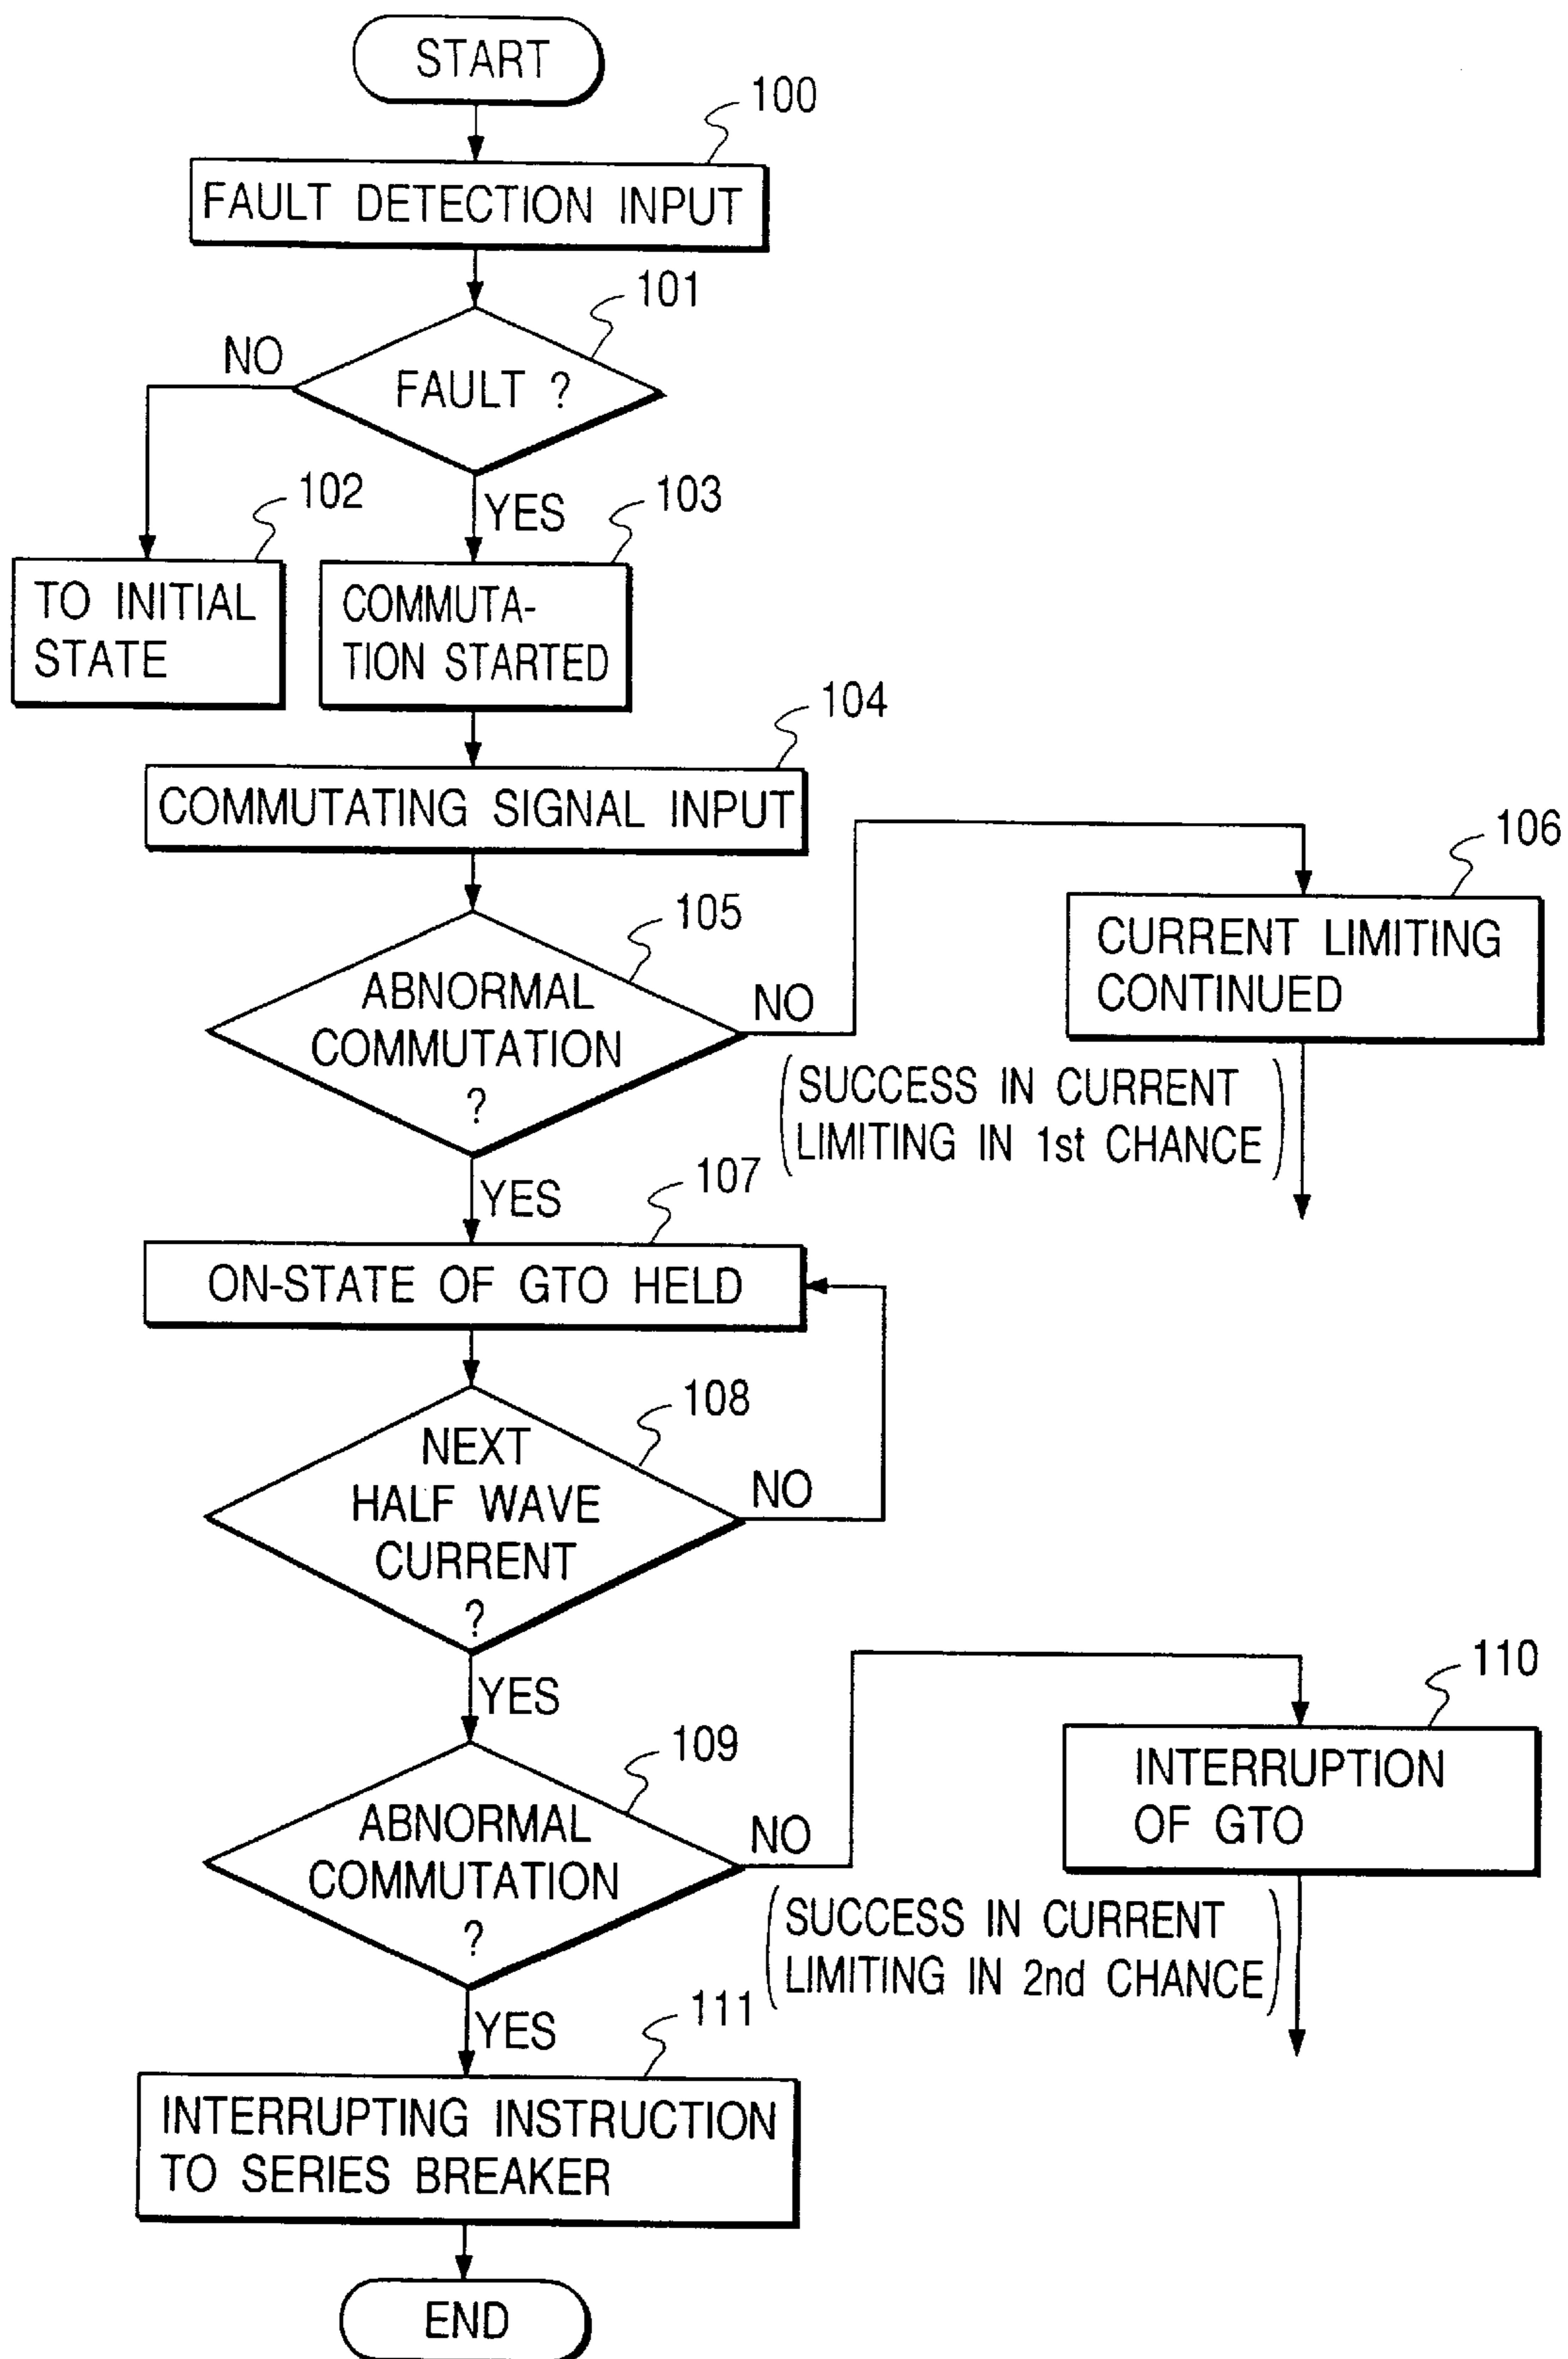 START
100
FAULT DETECTION INPUT
101
NO
FAULT ?
102
YES
103
TO INITIAL
STATE
COMMUTA-
TION STARTED
104
COMMUTATING SIGNAL INPUT
105
ABNORMAL
COMMUTATION
?
NO
106
CURRENT LIMITING
CONTINUED
(SUCCESS IN CURRENT
LIMITING IN 1st CHANCE)
YES
107
ON-STATE OF GTO HELD
108
NEXT
HALF WAVE
CURRENT
?
NO
YES
109
ABNORMAL
COMMUTATION
?
NO
110
INTERRUPTION
OF GTO
(SUCCESS IN CURRENT
LIMITING IN 2nd CHANCE)
YES
111
INTERRUPTING INSTRUCTION
TO SERIES BREAKER
END